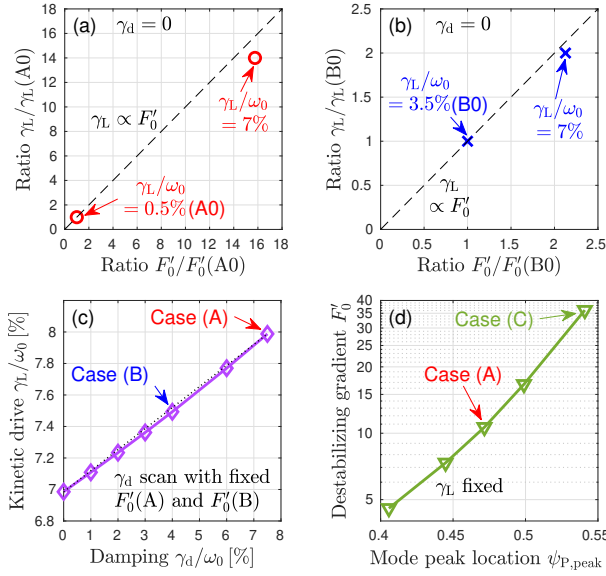 (a)
γd = 0
Ratio γL/γL(A0)
18
16
14
12
10
8
6
4
2
0
γL/ω0
= 7%
γL ∝ F′0
γL/ω0
= 0.5%(A0)
0 2 4 6 8 10 12 14 16 18
Ratio F′0/F′0(A0)
(b)
γd = 0
Ratio γL/γL(B0)
2.5
2
1.5
1
0.5
0
γL/ω0
= 3.5%(B0)
γL/ω0
= 7%
γL
∝ F′0
0 0.5 1 1.5 2 2.5
Ratio F′0/F′0(B0)
(c)
Kinetic drive γL/ω0 [%]
8.2
8
7.8
7.6
7.4
7.2
7.0
6.8
Case (A)
Case (B)
γd scan with fixed
F′0(A) and F′0(B)
0 1 2 3 4 5 6 7 8
Damping γd/ω0 [%]
(d)
Destabilizing gradient F′0
40
35
30
25
20
15
10
5
Case (C)
Case (A)
γL fixed
0.4 0.45 0.5 0.55
Mode peak location ψP,peak